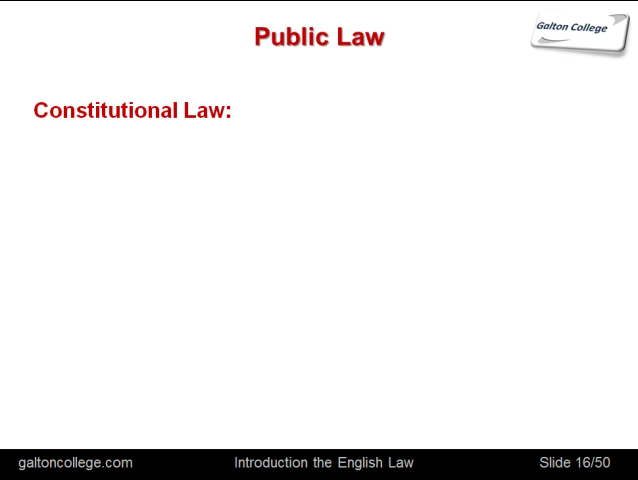 Public Law
Galton College
Constitutional Law:
galtoncollege.com
Introduction the English Law
Slide 16/50